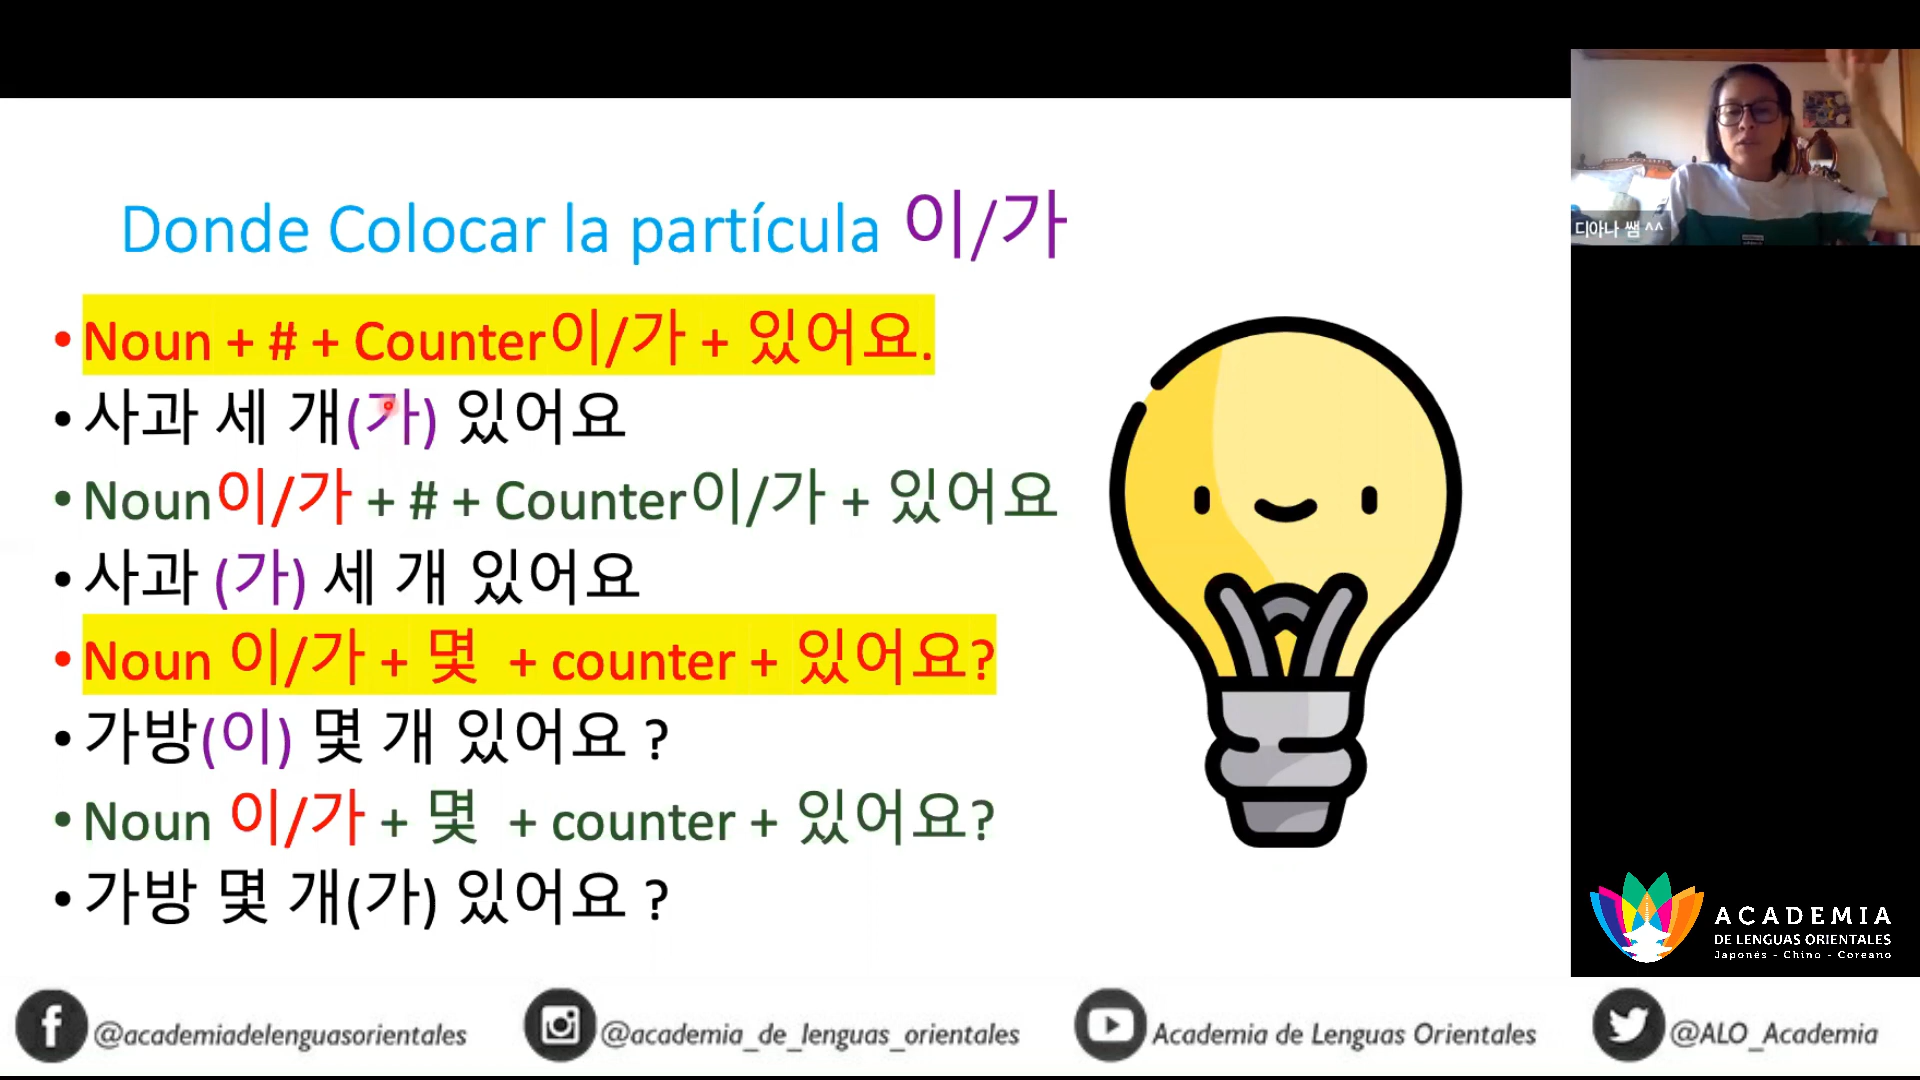 Donde Colocar la partícula 이/가
• Noun + # + Counter이/가 + 있어요.
• 사과 세 개(가) 있어요
• Noun이/가 + # + Counter이/가 + 있어요
• 사과 (가) 세 개 있어요
• Noun 이/가 + 몇 + counter + 있어요?
• 가방(이) 몇 개 있어요 ?
• Noun 이/가 + 몇 + counter + 있어요?
• 가방 몇 개(가) 있어요 ?
디아나 쌤 ^^
ACADEMIA
DE LENGUAS ORIENTALES
Japonés - Chino - Coreano
@academiadelenguasorientales
@academia_de_lenguas_orientales
Academia de Lenguas Orientales
@ALO_Academia